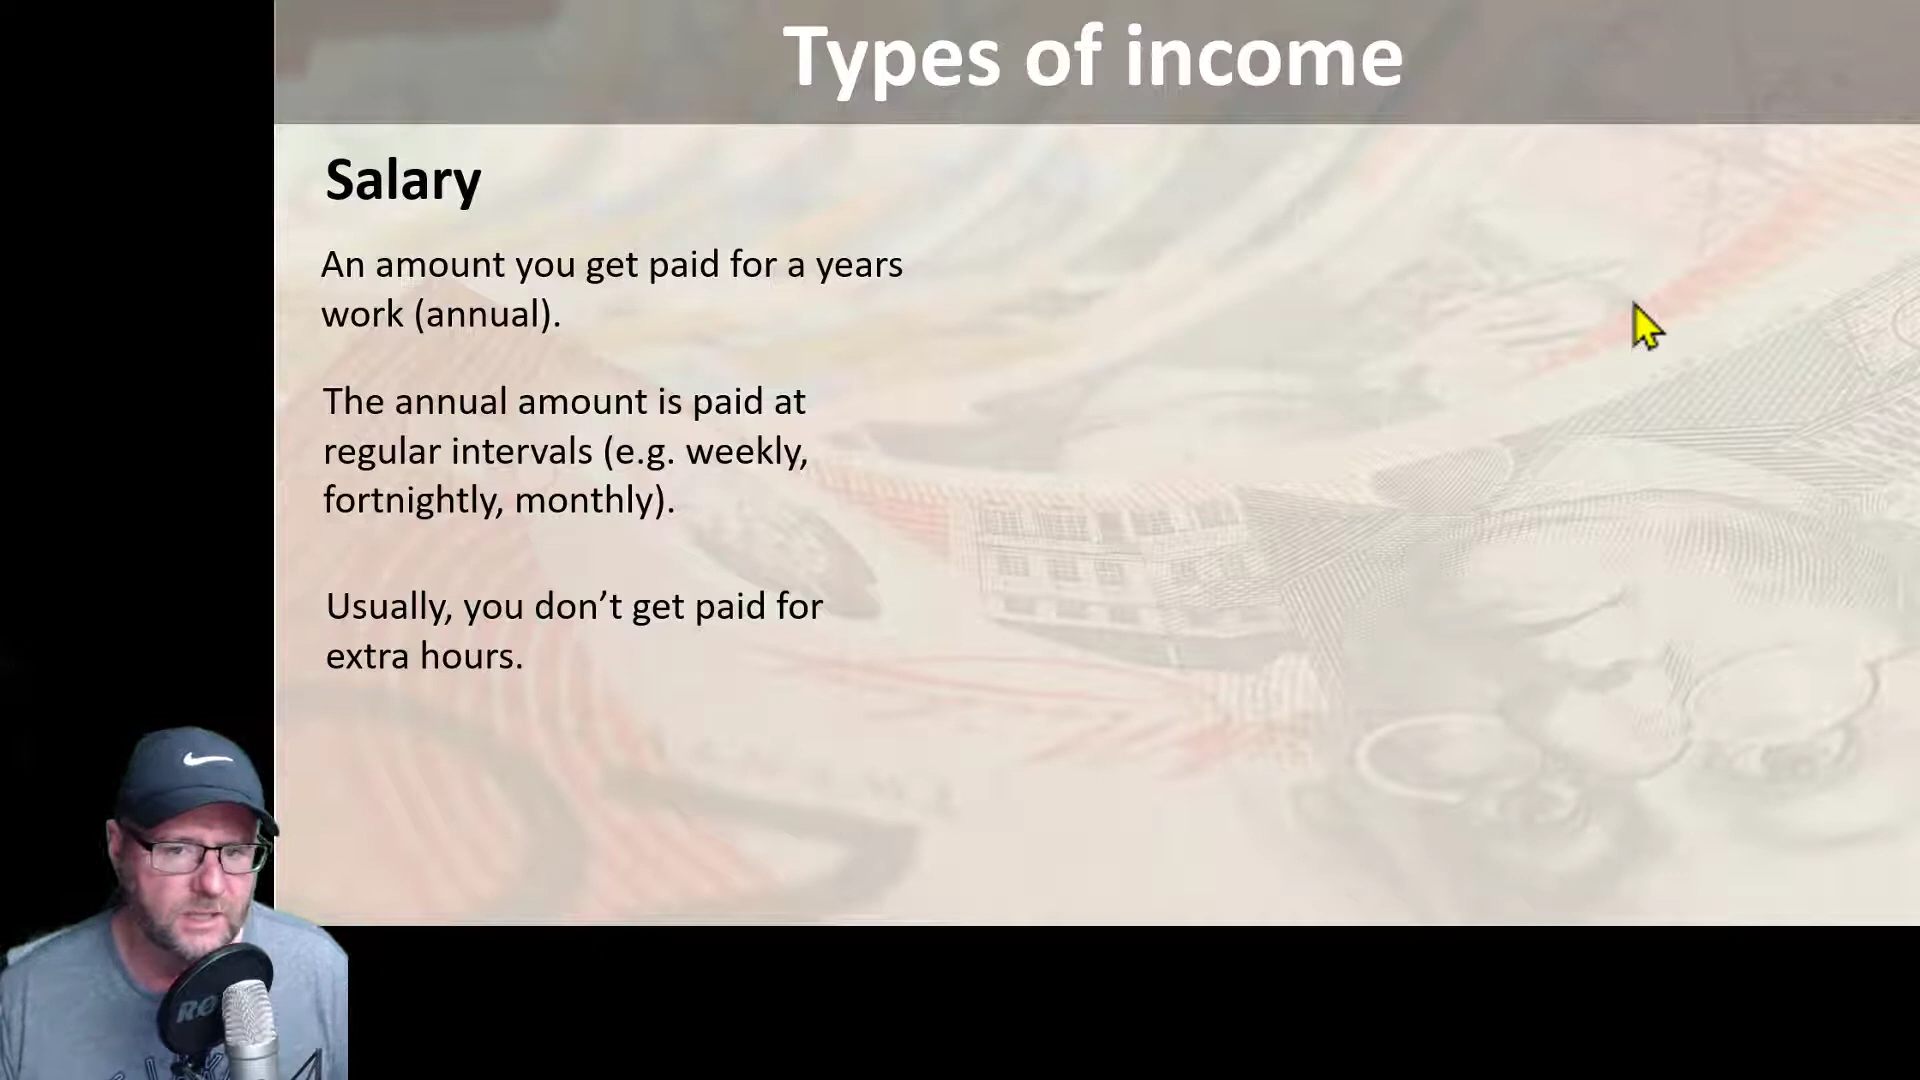 Types of income
Salary
An amount you get paid for a years
work (annual).
The annual amount is paid at
regular intervals (e.g. weekly,
fortnightly, monthly).
Usually, you don’t get paid for
extra hours.